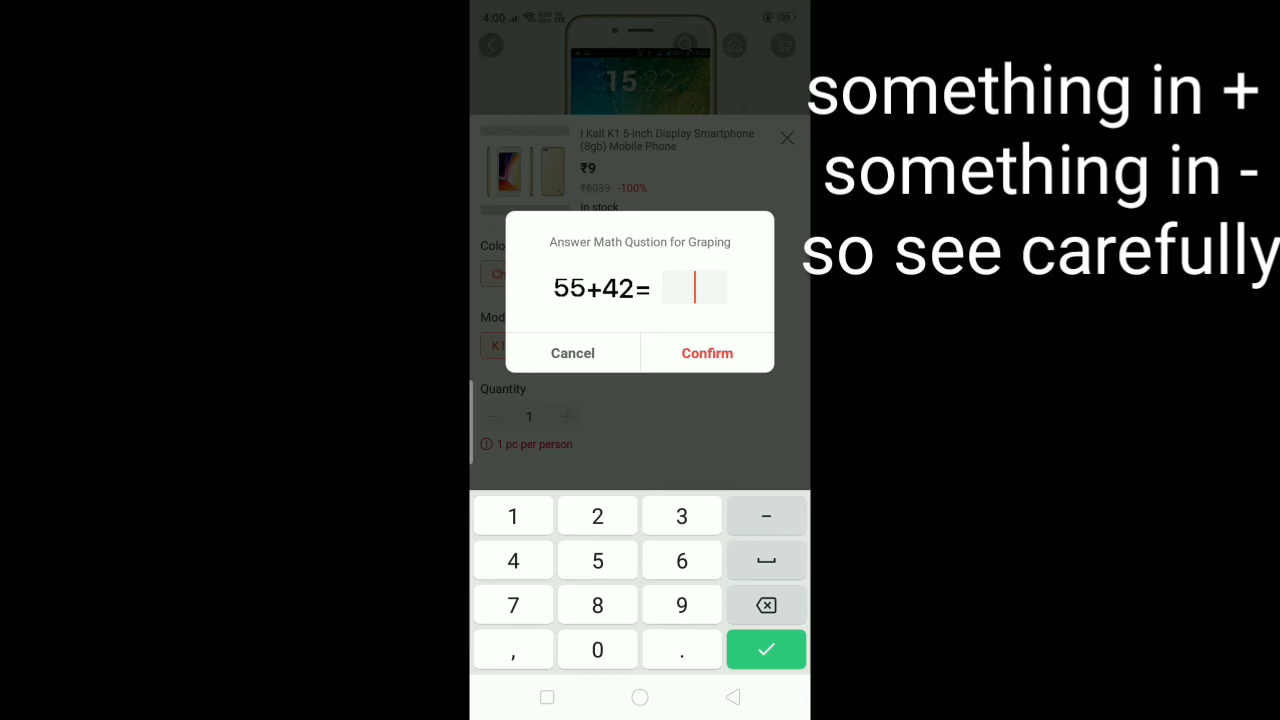 4:00
15:22
I Kall K1 5-inch Display Smartphone
(8gb) Mobile Phone
₹9
₹6039 -100%
In stock
Answer Math Qustion for Graping
55+42=
Cancel
Confirm
Quantity
1
1 pc per person
1 2 3 -
4 5 6
7 8 9
, 0 .
something in +
something in -
so see carefully